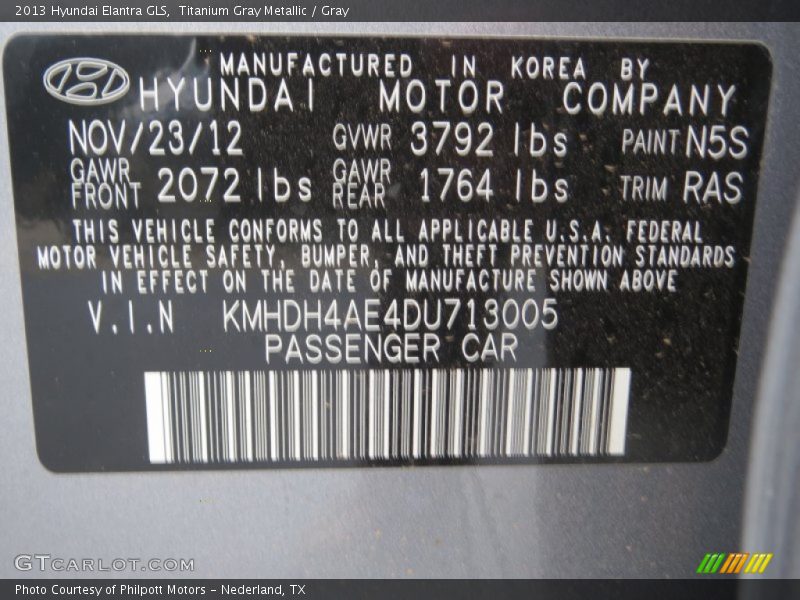 2013 Hyundai Elantra GLS, Titanium Gray Metallic / Gray
MANUFACTURED IN KOREA BY
HYUNDAI MOTOR COMPANY
NOV/23/12 GVWR 3792 lbs PAINT N5S
GAWR FRONT 2072 lbs GAWR REAR 1764 lbs TRIM RAS
THIS VEHICLE CONFORMS TO ALL APPLICABLE U.S.A. FEDERAL
MOTOR VEHICLE SAFETY, BUMPER, AND THEFT PREVENTION STANDARDS
IN EFFECT ON THE DATE OF MANUFACTURE SHOWN ABOVE
V.I.N KMHDH4AE4DU713005
PASSENGER CAR
GTCARLOT.COM
Photo Courtesy of Philpott Motors - Nederland, TX